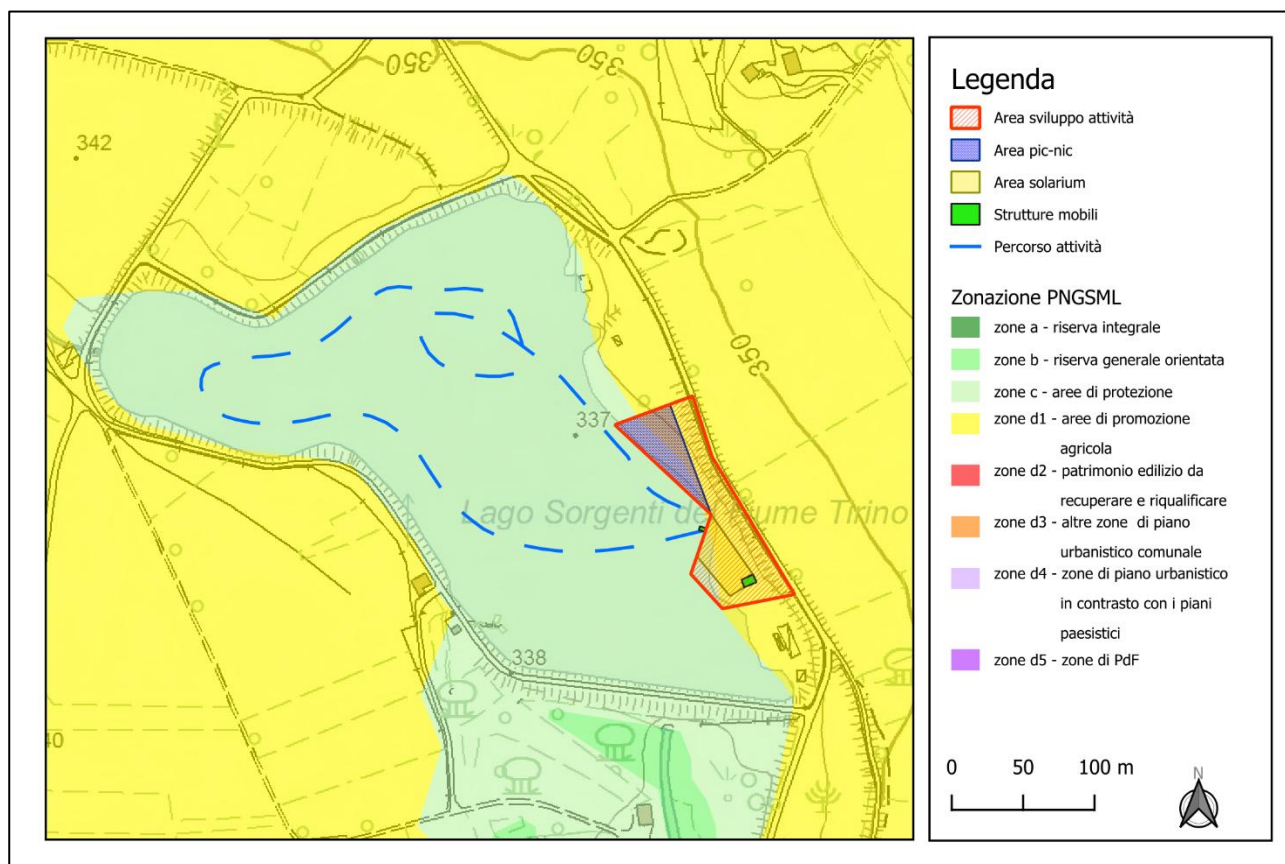 350
350
342
337
Lago Sorgenti del Fiume Tirino
350
338
40
Legenda
Area sviluppo attività
Area pic-nic
Area solarium
Strutture mobili
Percorso attività
Zonazione PNGSML
zone a - riserva integrale
zone b - riserva generale orientata
zone c - aree di protezione
zone d1 - aree di promozione
agricola
zone d2 - patrimonio edilizio da
recuperare e riqualificare
zone d3 - altre zone di piano
urbanistico comunale
zone d4 - zone di piano urbanistico
in contrasto con i piani
paesistici
zone d5 - zone di PdF
0 50 100 m
N